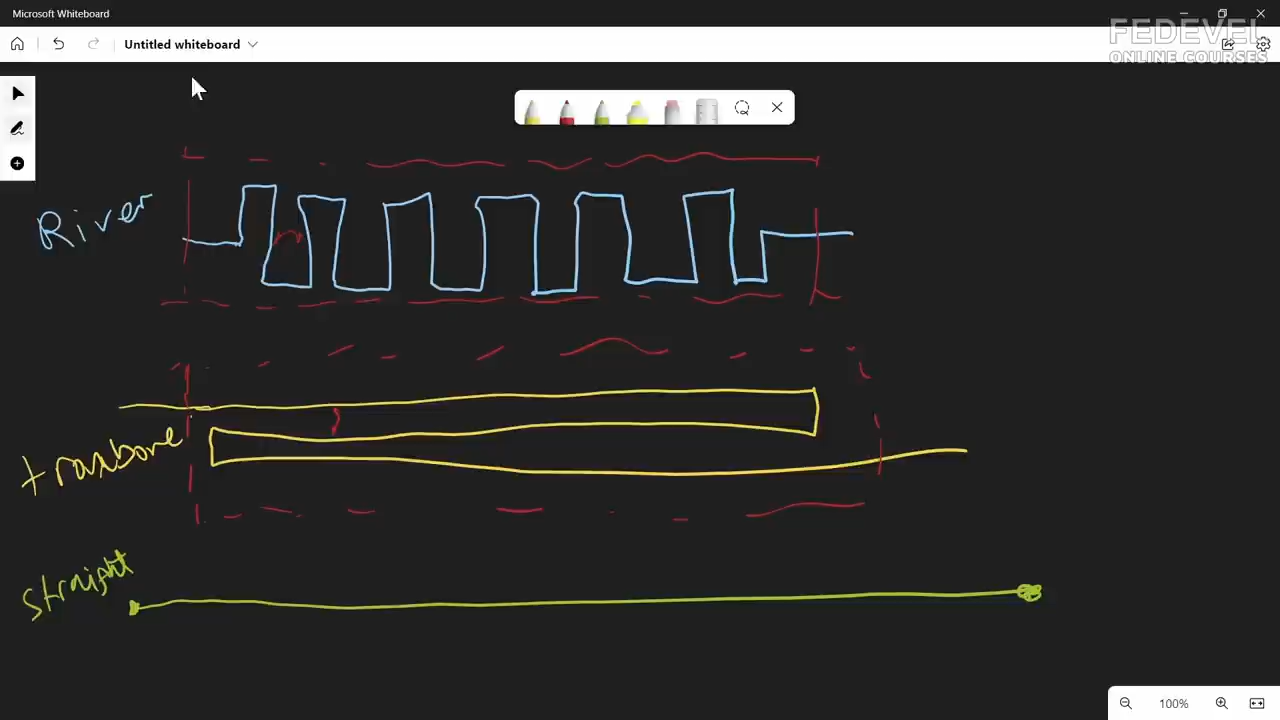 Microsoft Whiteboard
Untitled whiteboard
FEDEVEL
ONLINE COURSES
River
trombone
straight
100%